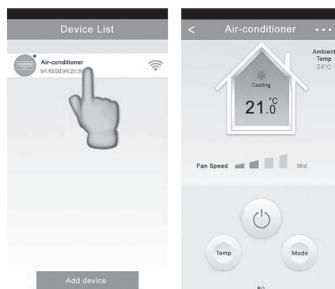 Device List
Air-conditioner
Add device
< Air-conditioner ...
Ambient
Temp
24°C
Cooling
21.0°C
Fan Speed
Mid
Temp
Mode